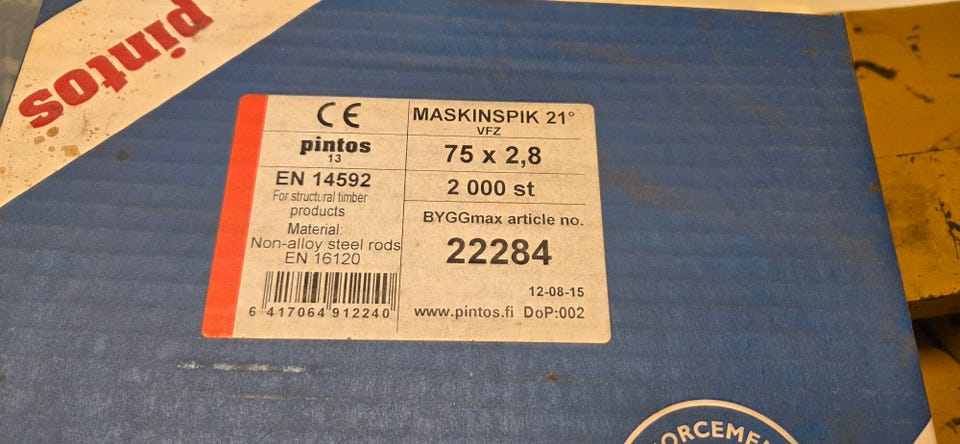 pintos
CE
pintos
13
EN 14592
For structural timber
products
Material:
Non-alloy steel rods
EN 16120
6 417064 912240
MASKINSPIK 21°
VFZ
75 x 2,8
2 000 st
BYGGmax article no.
22284
12-08-15
www.pintos.fi DoP:002